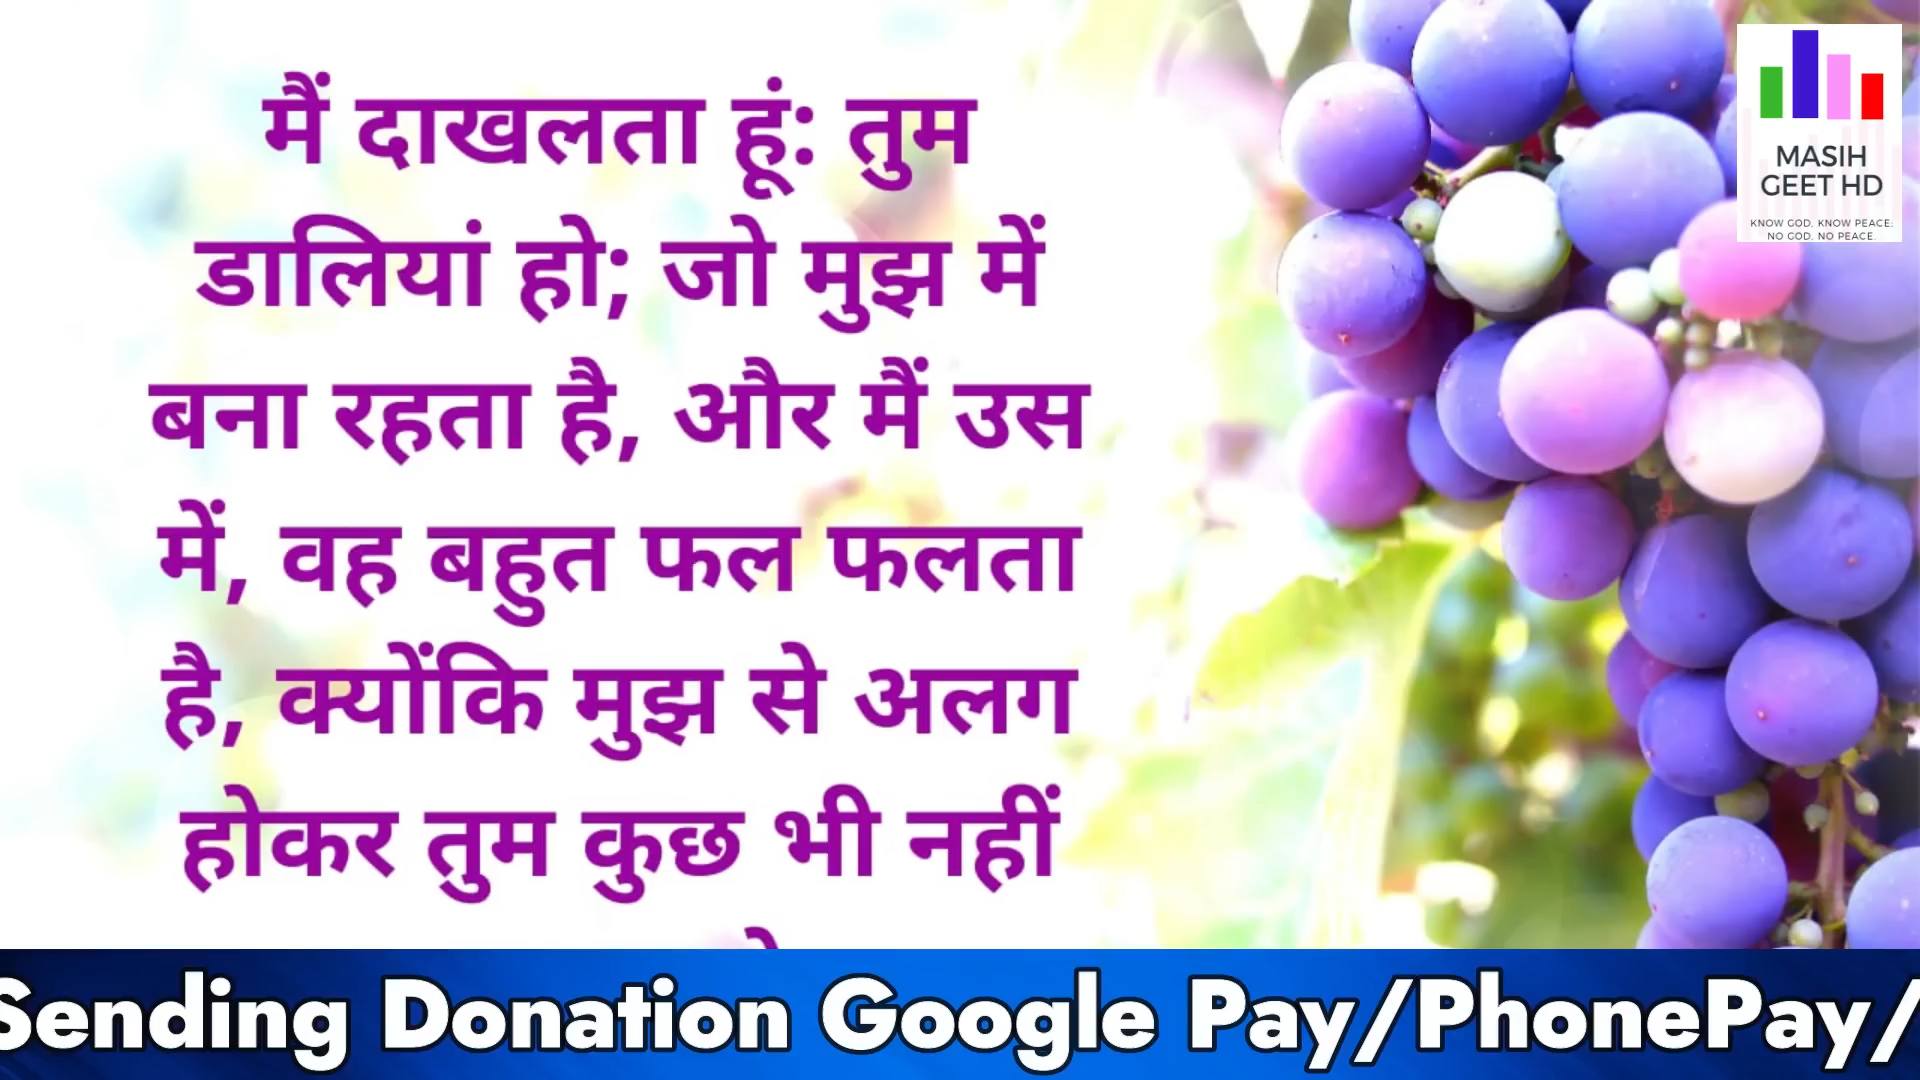 मैं दाखलता हूं: तुम
डालियां हो; जो मुझ में
बना रहता है, और मैं उस
में, वह बहुत फल फलता
है, क्योंकि मुझ से अलग
होकर तुम कुछ भी नहीं
MASIH
GEET HD
KNOW GOD. KNOW PEACE:
NO GOD. NO PEACE.
Sending Donation Google Pay/PhonePay/